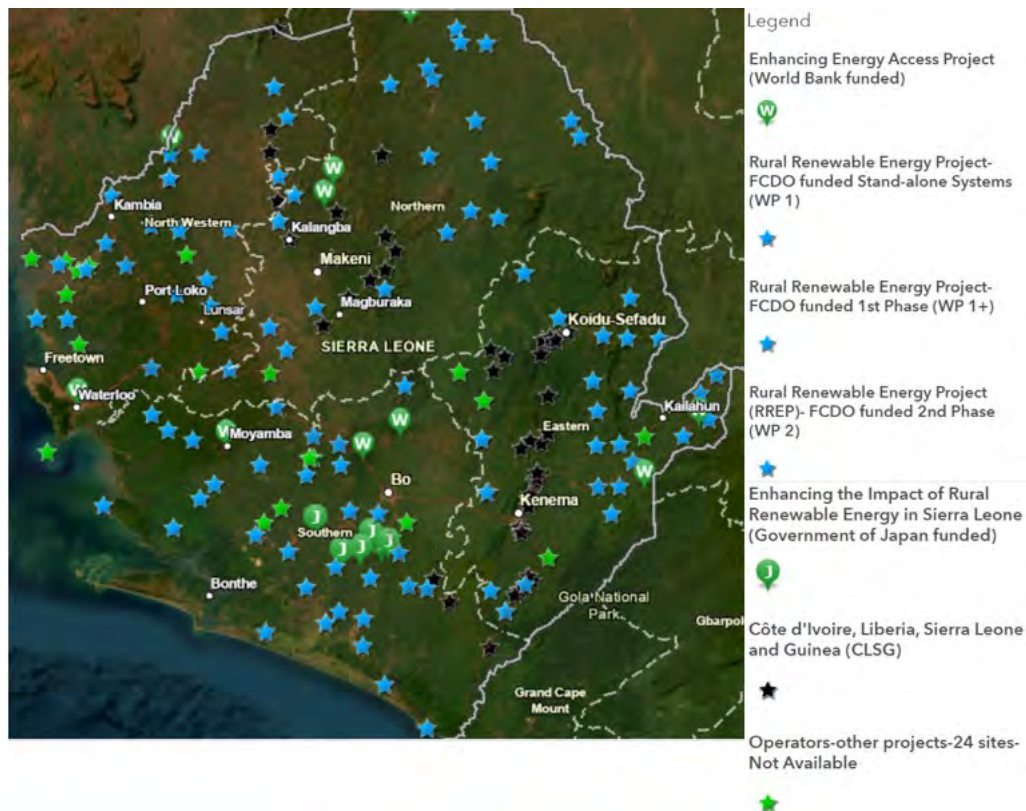 Legend
Enhancing Energy Access Project
(World Bank funded)
W
Rural Renewable Energy Project-
FCDO funded Stand-alone Systems
(WP 1)
Rural Renewable Energy Project-
FCDO funded 1st Phase (WP 1+)
Rural Renewable Energy Project
(RREP)- FCDO funded 2nd Phase
(WP 2)
Enhancing the Impact of Rural
Renewable Energy in Sierra Leone
(Government of Japan funded)
J
Côte d'Ivoire, Liberia, Sierra Leone
and Guinea (CLSG)
Operators-other projects-24 sites-
Not Available
W
W
W
Kambia
Northern
North Western
Kalangba
Makeni
Port Loko
Magburaka
Lunsar
Koidu-Sefadu
SIERRA LEONE
Freetown
W
Waterloo
Kailahun
W
W
Moyamba
W
W
Eastern
W
Bo
Kenema
J
Southern
J
J
J
J
Bonthe
Gola National
Park
Gbarpol
Grand Cape
Mount